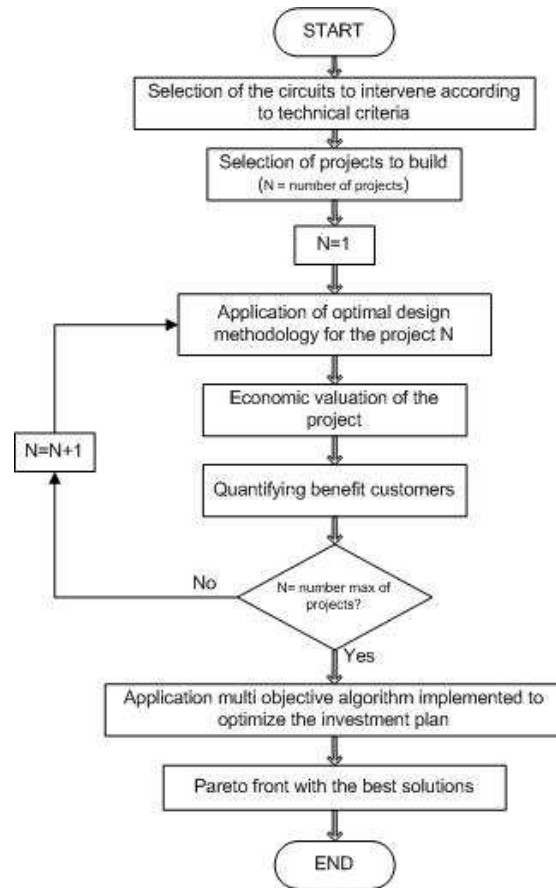 START
Selection of the circuits to intervene according
to technical criteria
Selection of projects to build
(N = number of projects)
N=1
Application of optimal design
methodology for the project N
Economic valuation of the
project
N=N+1
Quantifying benefit customers
No
N= number max of
projects?
Yes
Application multi objective algorithm implemented to
optimize the investment plan
Pareto front with the best solutions
END